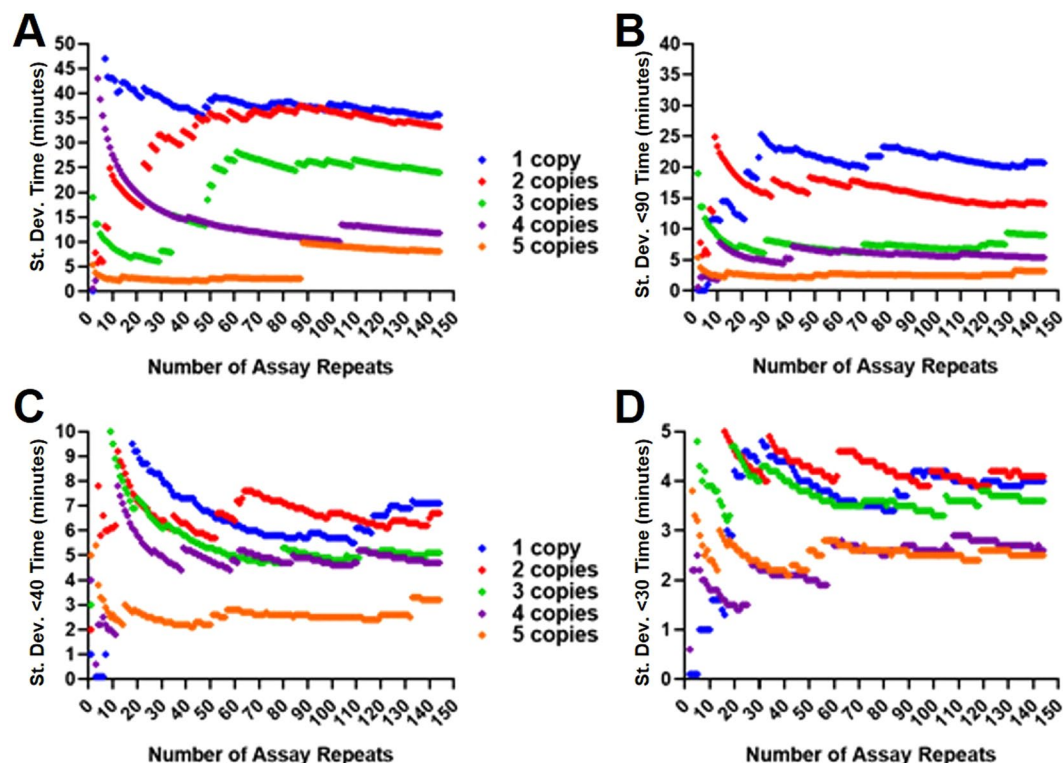 A
St. Dev. Time (minutes)
50
45
40
35
30
25
20
15
10
5
0
0 10 20 30 40 50 60 70 80 90 100 110 120 130 140 150
Number of Assay Repeats
1 copy
2 copies
3 copies
4 copies
5 copies
B
St. Dev. <90 Time (minutes)
40
35
30
25
20
15
10
5
0
0 10 20 30 40 50 60 70 80 90 100 110 120 130 140 150
Number of Assay Repeats
C
St. Dev. <40 Time (minutes)
10
9
8
7
6
5
4
3
2
1
0
0 10 20 30 40 50 60 70 80 90 100 110 120 130 140 150
Number of Assay Repeats
1 copy
2 copies
3 copies
4 copies
5 copies
D
St. Dev. <30 Time (minutes)
5
4
3
2
1
0
0 10 20 30 40 50 60 70 80 90 100 110 120 130 140 150
Number of Assay Repeats